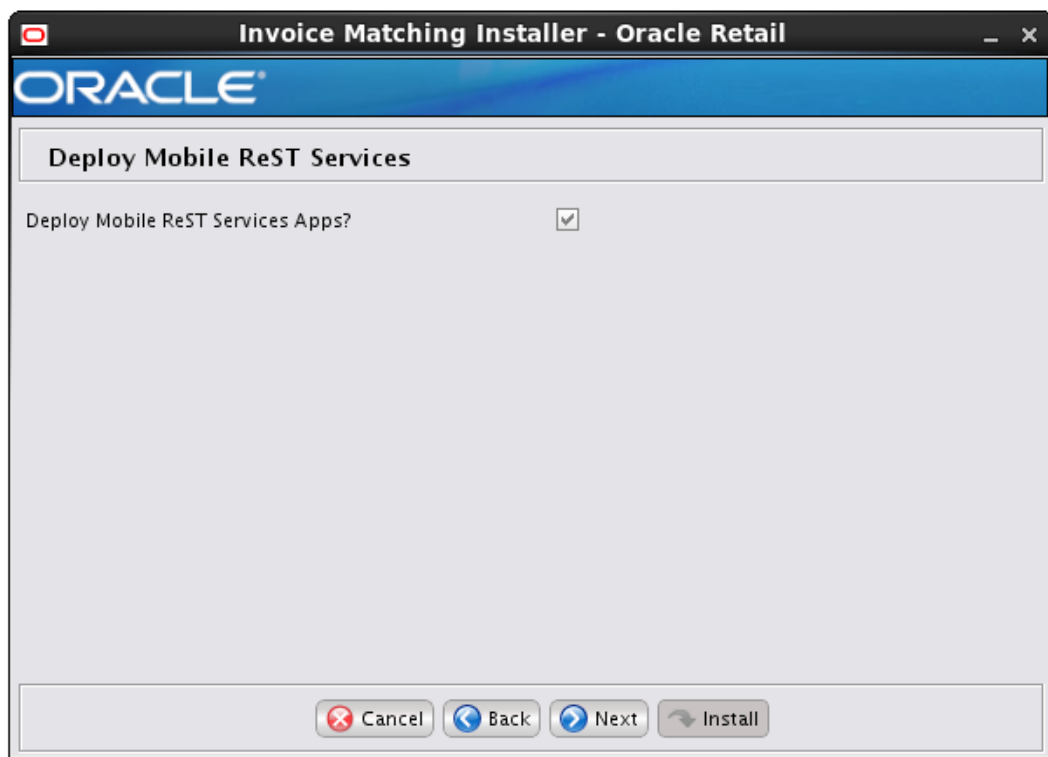 Invoice Matching Installer - Oracle Retail
ORACLE®
Deploy Mobile ReST Services
Deploy Mobile ReST Services Apps?
Cancel Back Next Install